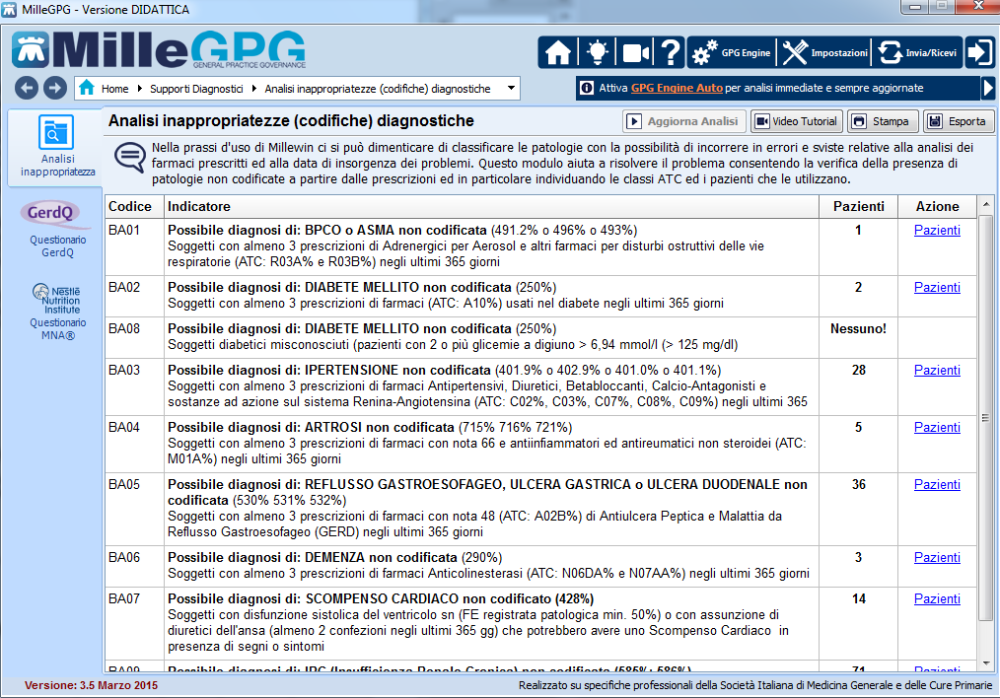 MilleGPG - Versione DIDATTICA
MilleGPG
GENERAL PRACTICE GOVERNANCE
GPG Engine
Impostazioni
Invia/Ricevi
Home
Supporti Diagnostici
Analisi inappropriatezze (codifiche) diagnostiche
Attiva GPG Engine Auto per analisi immediate e sempre aggiornate
Analisi
inappropriatezza
GerdQ
Questionario
GerdQ
Nestlé
Nutrition
Institute
Questionario
MNA®
Analisi inappropriatezze (codifiche) diagnostiche
Aggiorna Analisi
Video Tutorial
Stampa
Esporta
Nella prassi d'uso di Millewin ci si può dimenticare di classificare le patologie con la possibilità di incorrere in errori e sviste relative alla analisi dei
farmaci prescritti ed alla data di insorgenza dei problemi. Questo modulo aiuta a risolvere il problema consentendo la verifica della presenza di
patologie non codificate a partire dalle prescrizioni ed in particolare individuando le classi ATC ed i pazienti che le utilizzano.
Codice Indicatore Pazienti Azione
BA01 Possibile diagnosi di: BPCO o ASMA non codificata (491.2% o 496% o 493%) 1 Pazienti
Soggetti con almeno 3 prescrizioni di Adrenergici per Aerosol e altri farmaci per disturbi ostruttivi delle vie
respiratorie (ATC: R03A% e R03B%) negli ultimi 365 giorni
BA02 Possibile diagnosi di: DIABETE MELLITO non codificata (250%) 2 Pazienti
Soggetti con almeno 3 prescrizioni di farmaci (ATC: A10%) usati nel diabete negli ultimi 365 giorni
BA08 Possibile diagnosi di: DIABETE MELLITO non codificata (250%) Nessuno!
Soggetti diabetici misconosciuti (pazienti con 2 o più glicemie a digiuno > 6,94 mmol/l (> 125 mg/dl)
BA03 Possibile diagnosi di: IPERTENSIONE non codificata (401.9% o 402.9% o 401.0% o 401.1%) 28 Pazienti
Soggetti con almeno 3 prescrizioni di farmaci Antipertensivi, Diuretici, Betabloccanti, Calcio-Antagonisti e
sostanze ad azione sul sistema Renina-Angiotensina (ATC: C02%, C03%, C07%, C08%, C09%) negli ultimi 365
BA04 Possibile diagnosi di: ARTROSI non codificata (715% 716% 721%) 5 Pazienti
Soggetti con almeno 3 prescrizioni di farmaci con nota 66 e antiinfiammatori ed antireumatici non steroidei (ATC:
M01A%) negli ultimi 365 giorni
BA05 Possibile diagnosi di: REFLUSSO GASTROESOFAGEO, ULCERA GASTRICA o ULCERA DUODENALE non 36 Pazienti
codificata (530% 531% 532%)
Soggetti con almeno 3 prescrizioni di farmaci con nota 48 (ATC: A02B%) di Antiulcera Peptica e Malattia da
Reflusso Gastroesofageo (GERD) negli ultimi 365 giorni
BA06 Possibile diagnosi di: DEMENZA non codificata (290%) 3 Pazienti
Soggetti con almeno 3 prescrizioni di farmaci Anticolinesterasi (ATC: N06DA% e N07AA%) negli ultimi 365 giorni
BA07 Possibile diagnosi di: SCOMPENSO CARDIACO non codificato (428%) 14 Pazienti
Soggetti con disfunzione sistolica del ventricolo sn (FE registrata patologica min. 50%) o con assunzione di
diuretici dell'ansa (almeno 2 confezioni negli ultimi 365 gg) che potrebbero avere uno Scompenso Cardiaco in
presenza di segni o sintomi
BA09 Possibile diagnosi di: IRC (Insufficienza Renale Cronica) non codificata (585%; 586%) 71 Pazienti
Versione: 3.5 Marzo 2015
Realizzato su specifiche professionali della Società Italiana di Medicina Generale e delle Cure Primarie